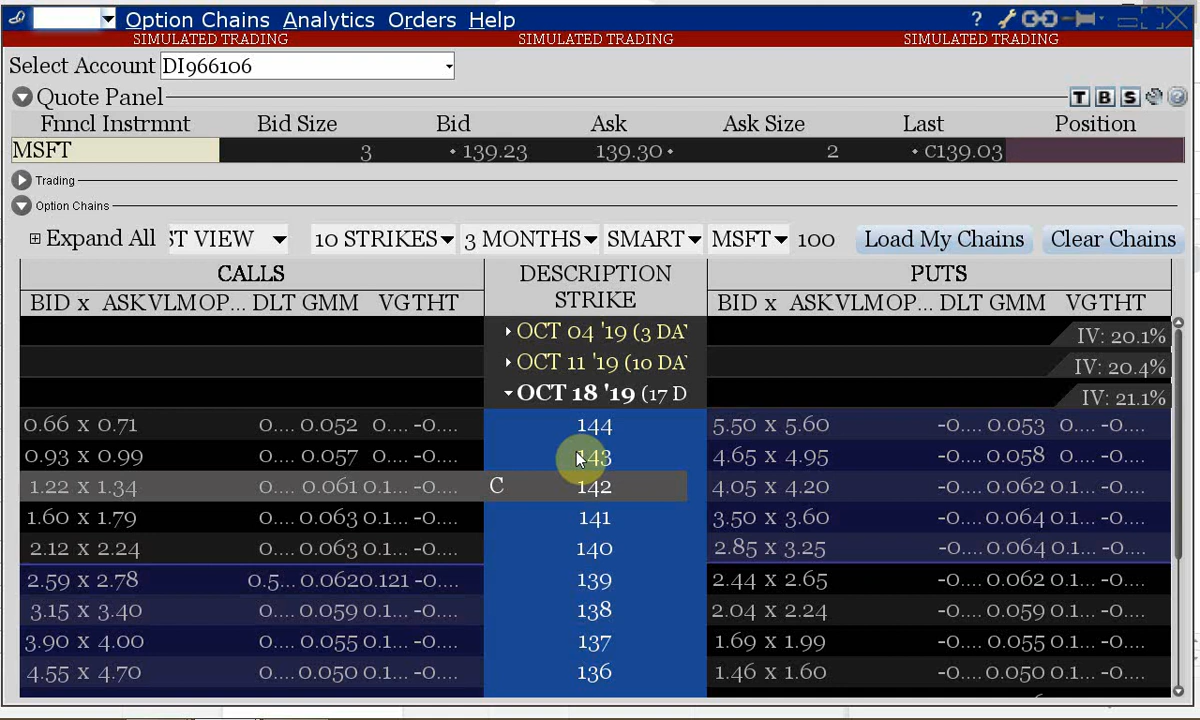 Option Chains Analytics Orders Help ?
SIMULATED TRADING SIMULATED TRADING SIMULATED TRADING
Select Account DI966106
Quote Panel T B S ?
Fnncl Instrmnt Bid Size Bid Ask Ask Size Last Position
MSFT 3 • 139.23 139.30 • 2 • C139.03
Trading
Option Chains
Expand All ST VIEW 10 STRIKES 3 MONTHS SMART MSFT 100 Load My Chains Clear Chains
CALLS DESCRIPTION PUTS
BID x ASK VLM OP... DLT GMM VG THT STRIKE BID x ASK VLM OP... DLT GMM VG THT
OCT 04 '19 (3 DA IV: 20.1%
OCT 11 '19 (10 DA IV: 20.4%
OCT 18 '19 (17 D IV: 21.1%
0.66 x 0.71 0.... 0.052 0.... -0.... 144 5.50 x 5.60 -0.... 0.053 0.... -0....
0.93 x 0.99 0.... 0.057 0.... -0.... 143 4.65 x 4.95 -0.... 0.058 0.... -0....
1.22 x 1.34 0.... 0.061 0.1... -0.... C 142 4.05 x 4.20 -0.... 0.062 0.1... -0....
1.60 x 1.79 0.... 0.063 0.1... -0.... 141 3.50 x 3.60 -0.... 0.064 0.1... -0....
2.12 x 2.24 0.... 0.063 0.1... -0.... 140 2.85 x 3.25 -0.... 0.064 0.1... -0....
2.59 x 2.78 0.5... 0.062 0.121 -0.... 139 2.44 x 2.65 -0.... 0.062 0.1... -0....
3.15 x 3.40 0.... 0.059 0.1... -0.... 138 2.04 x 2.24 -0.... 0.059 0.1... -0....
3.90 x 4.00 0.... 0.055 0.1... -0.... 137 1.69 x 1.99 -0.... 0.055 0.1... -0....
4.55 x 4.70 0.... 0.050 0.1... -0.... 136 1.46 x 1.60 -0.... 0.050 0.1... -0....